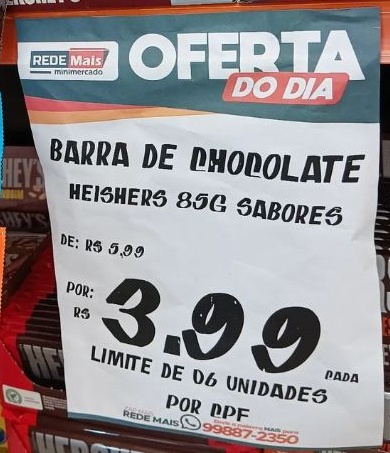 REDE Mais
minimercado
OFERTA
DO DIA
BARRA DE CHOCOLATE
HEISHERS 85G SABORES
DE: R$ 5,99
POR:
R$
3.99
CADA
LIMITE DE 06 UNIDADES
POR CPF
REDE MAIS
99887-2350